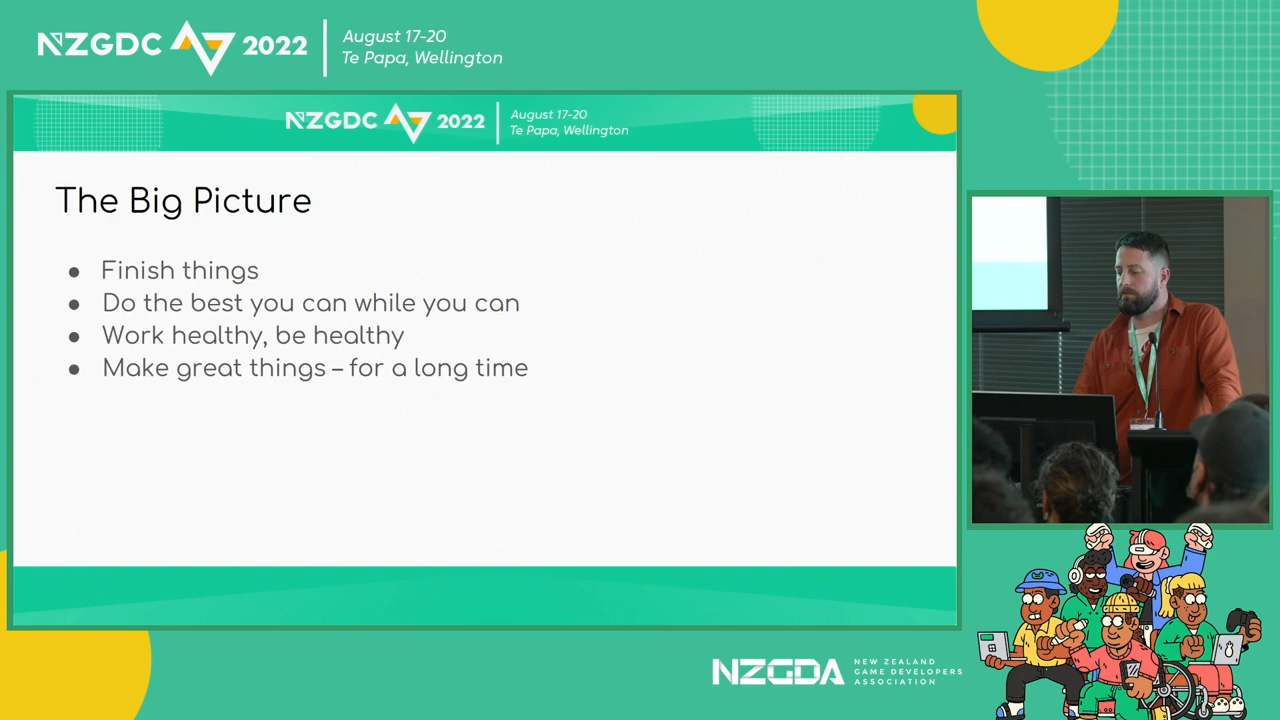 NZGDC 2022
August 17-20
Te Papa, Wellington
NZGDC 2022
August 17-20
Te Papa, Wellington
The Big Picture
● Finish things
● Do the best you can while you can
● Work healthy, be healthy
● Make great things – for a long time
NZGDA
NEW ZEALAND
GAME DEVELOPERS
ASSOCIATION